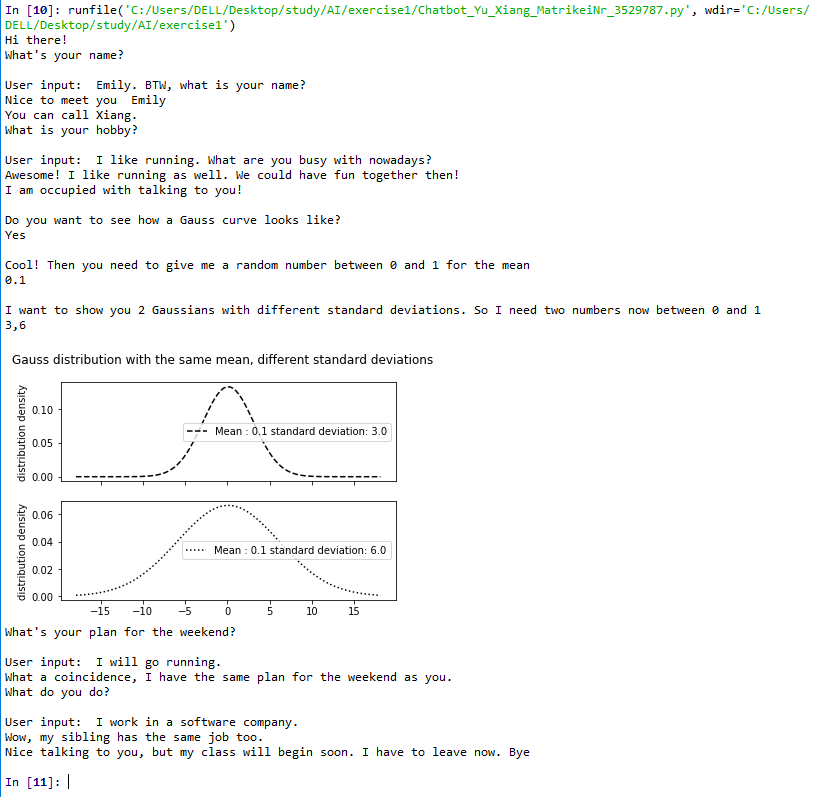 In [10]: runfile('C:/Users/DELL/Desktop/study/AI/exercise1/Chatbot_Yu_Xiang_MatrikeiNr_3529787.py', wdir='C:/Users/
DELL/Desktop/study/AI/exercise1')
Hi there!
What's your name?
User input:  Emily. BTW, what is your name?
Nice to meet you  Emily
You can call Xiang.
What is your hobby?
User input:  I like running. What are you busy with nowadays?
Awesome! I like running as well. We could have fun together then!
I am occupied with talking to you!
Do you want to see how a Gauss curve looks like?
Yes
Cool! Then you need to give me a random number between 0 and 1 for the mean
0.1
I want to show you 2 Gaussians with different standard deviations. So I need two numbers now between 0 and 1
3,6
Gauss distribution with the same mean, different standard deviations
distribution density
0.10
0.05
0.00
Mean : 0.1 standard deviation: 3.0
distribution density
0.06
0.04
0.02
0.00
Mean : 0.1 standard deviation: 6.0
−15 −10 −5 0 5 10 15
What's your plan for the weekend?
User input:  I will go running.
What a coincidence, I have the same plan for the weekend as you.
What do you do?
User input:  I work in a software company.
Wow, my sibling has the same job too.
Nice talking to you, but my class will begin soon. I have to leave now. Bye
In [11]: